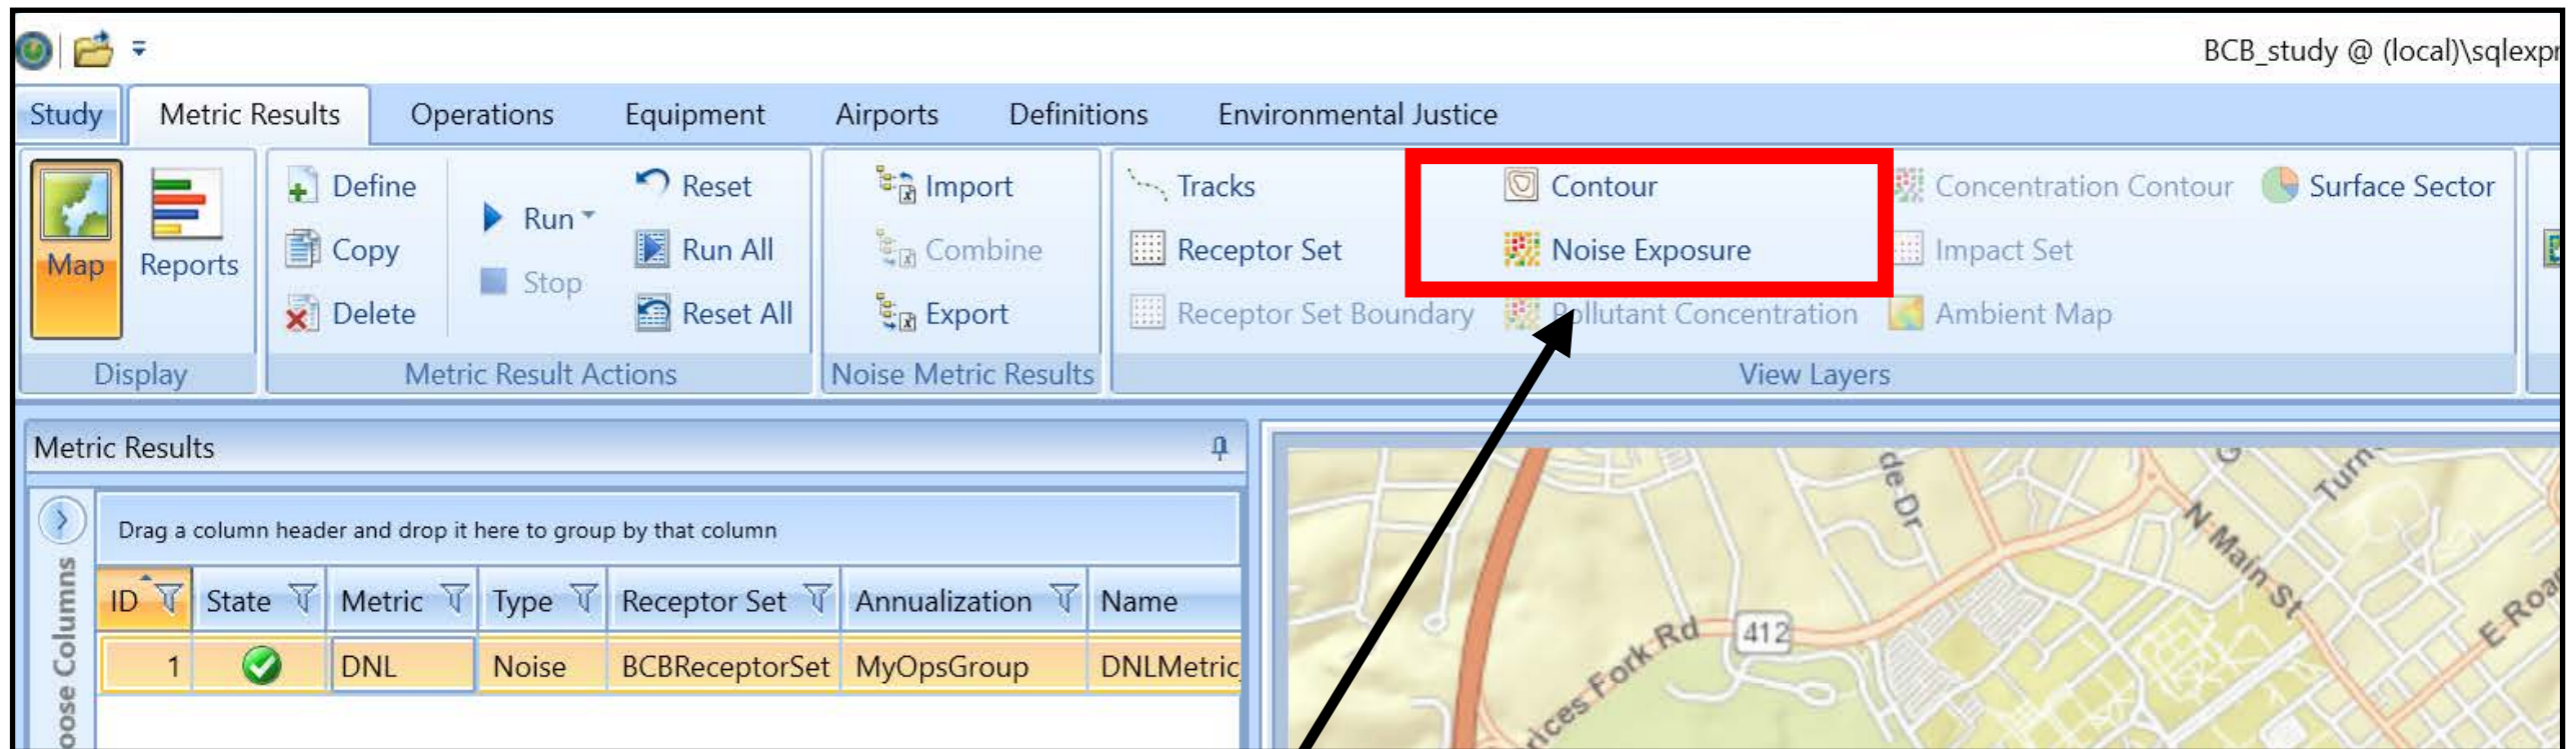 BCB_study @ (local)\sqlexpr
Study Metric Results Operations Equipment Airports Definitions Environmental Justice
Map
Reports
Display
Define
Copy
Delete
Run
Stop
Reset
Run All
Reset All
Metric Result Actions
Import
Combine
Export
Noise Metric Results
Tracks
Receptor Set
Receptor Set Boundary
Contour
Noise Exposure
Pollutant Concentration
Concentration Contour
Impact Set
Ambient Map
Surface Sector
View Layers
Metric Results
Drag a column header and drop it here to group by that column
oose Columns
ID State Metric Type Receptor Set Annualization Name
1 DNL Noise BCBReceptorSet MyOpsGroup DNLMetric
de Dr
G
Turn
N Main St
E Roa
412
rices Fork Rd